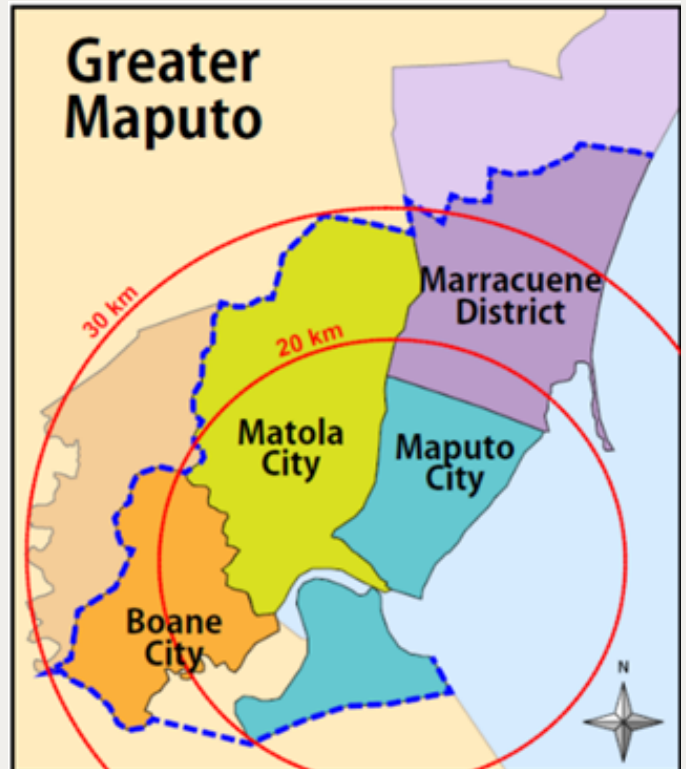 Greater
Maputo
Marracuene
District
30 km
20 km
Matola
City
Maputo
City
Boane
City
N